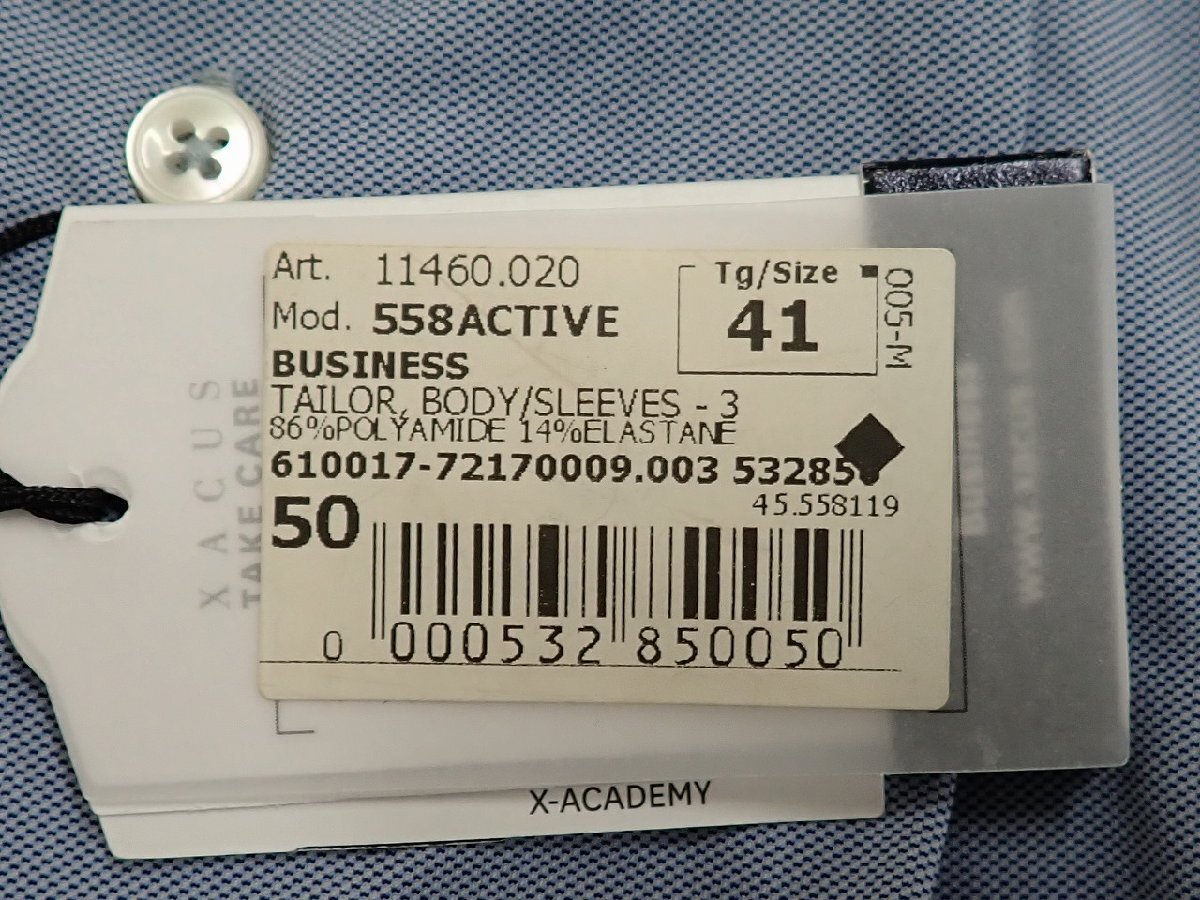 Art. 11460.020
Mod. 558ACTIVE
BUSINESS
Tg/Size
41
005-M
TAILOR, BODY/SLEEVES - 3
86%POLYAMIDE 14%ELASTANE
610017-72170009.003
45.558119
50
0 000532 850050
XACUS
TAKE CARE
BUSINESS
X-ACADEMY